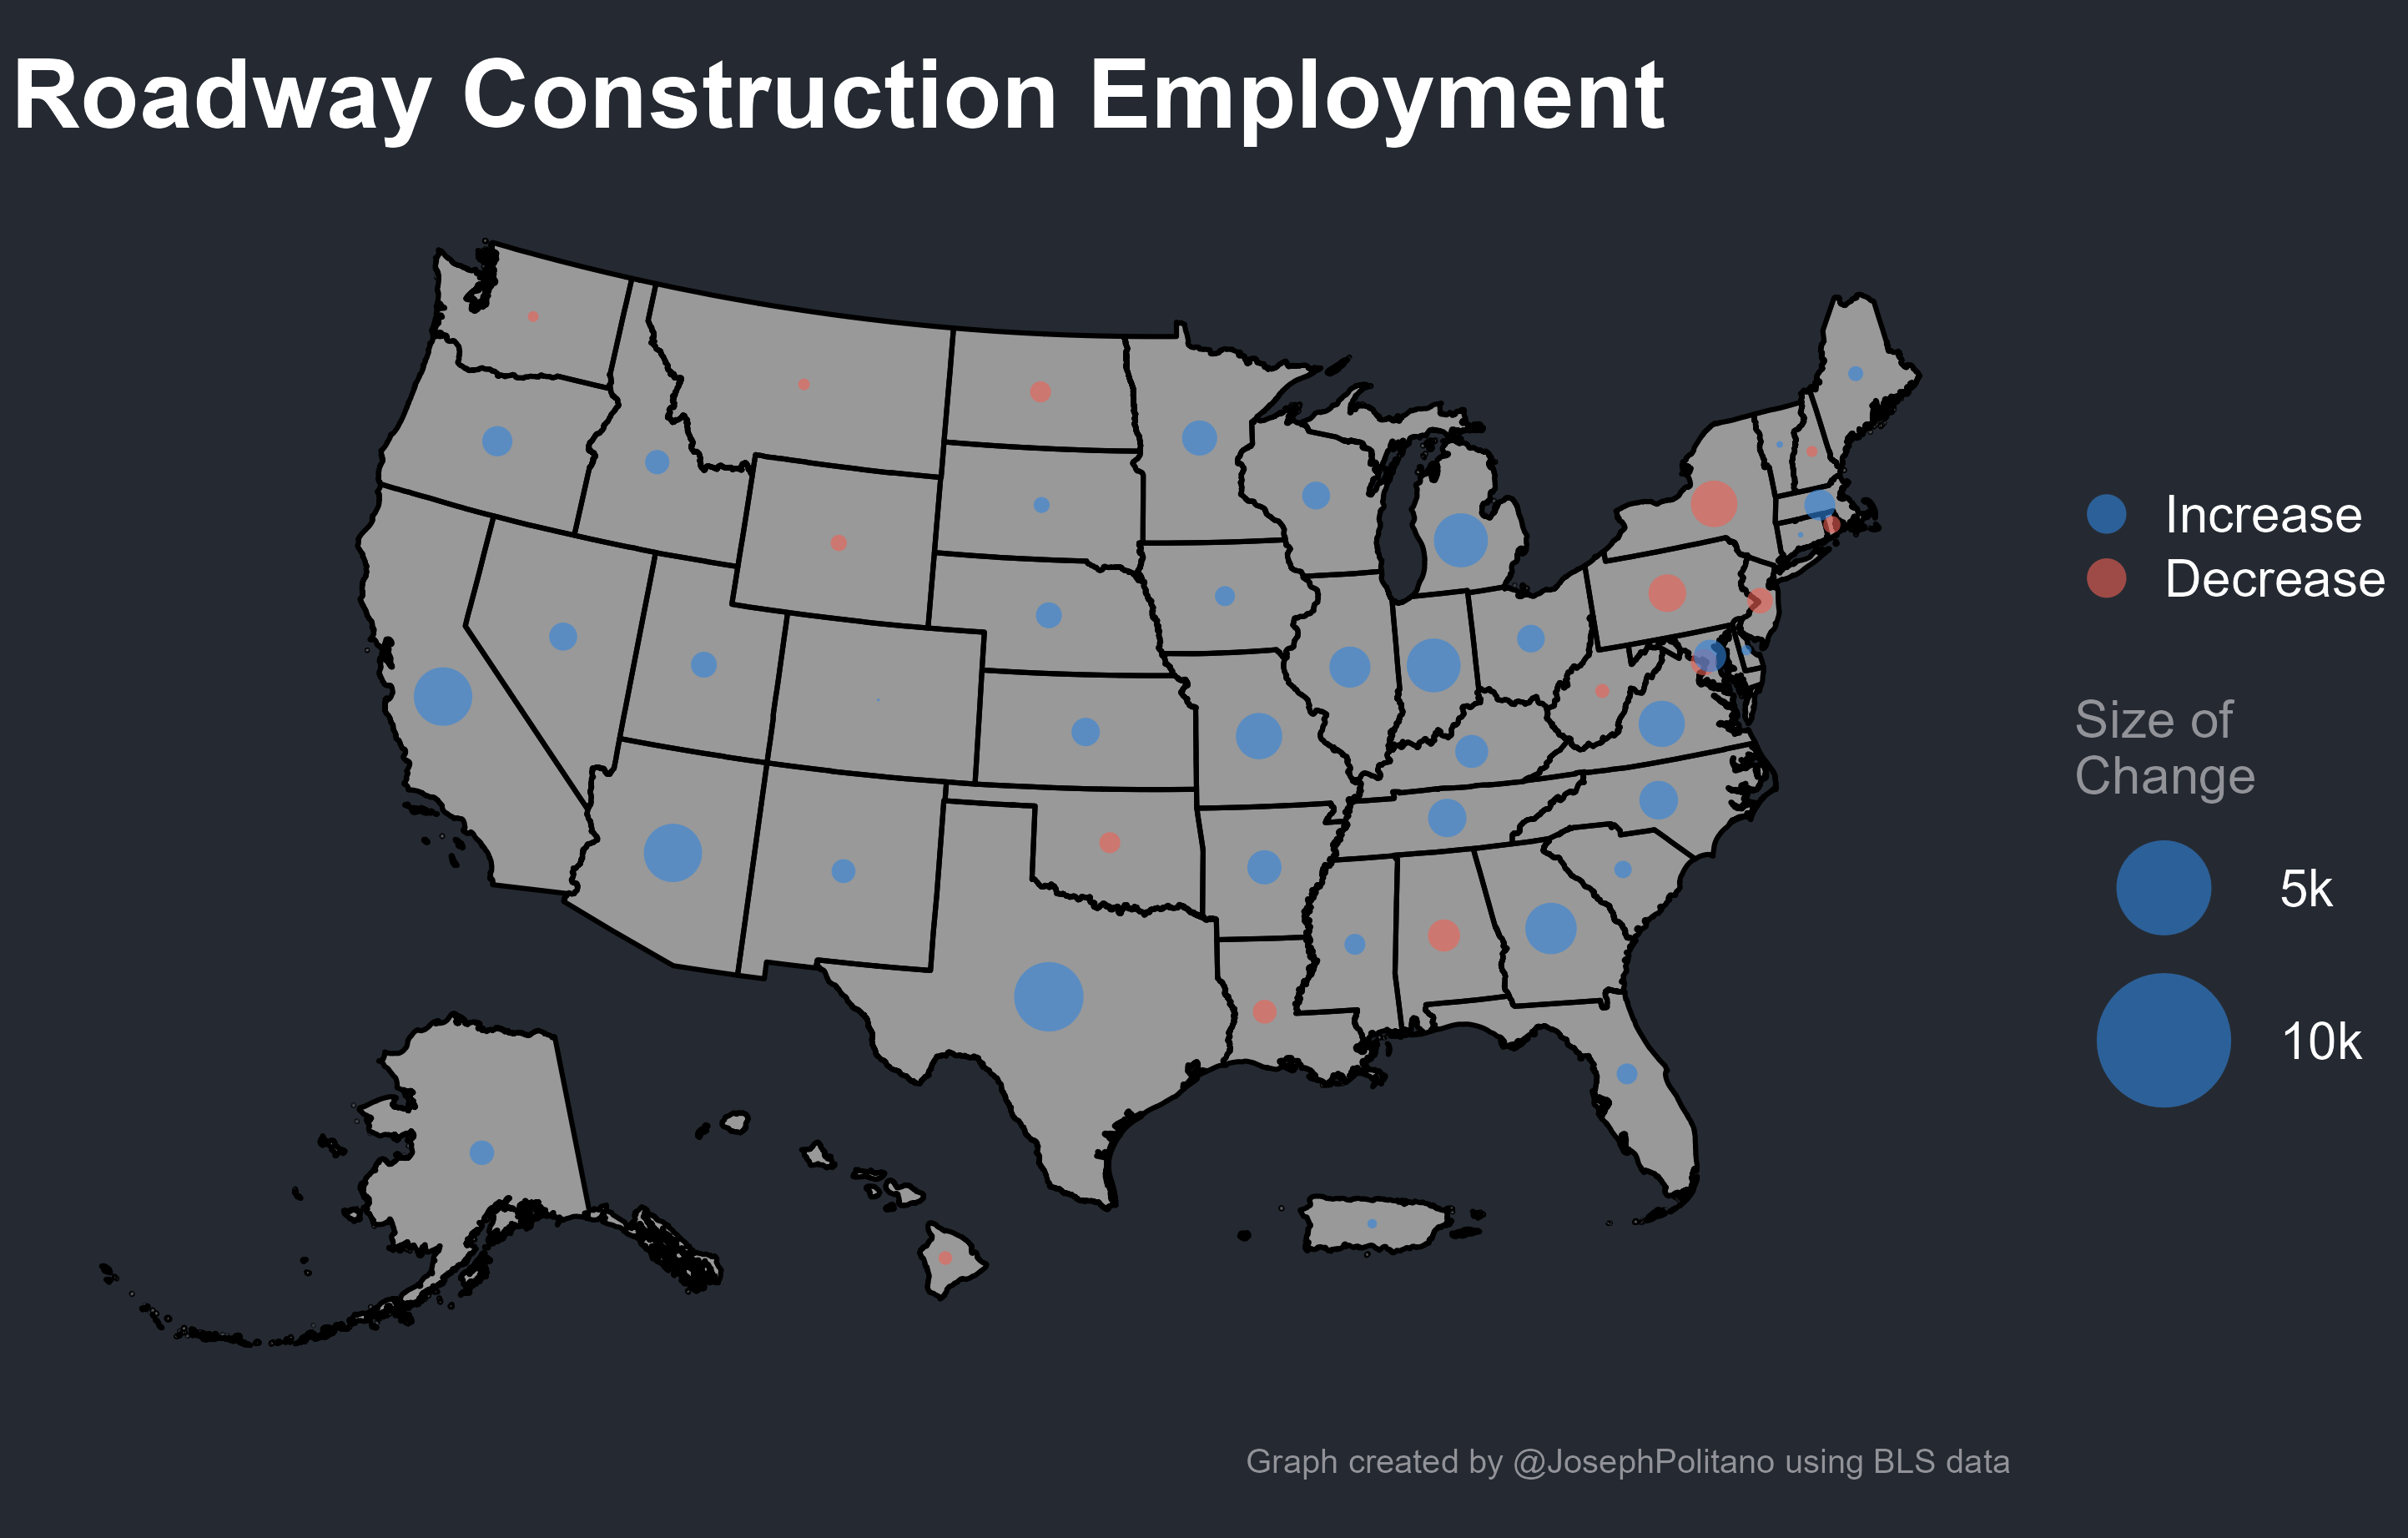 Roadway Construction Employment
Increase
Decrease
Size of
Change
5k
10k
Graph created by @JosephPolitano using BLS data